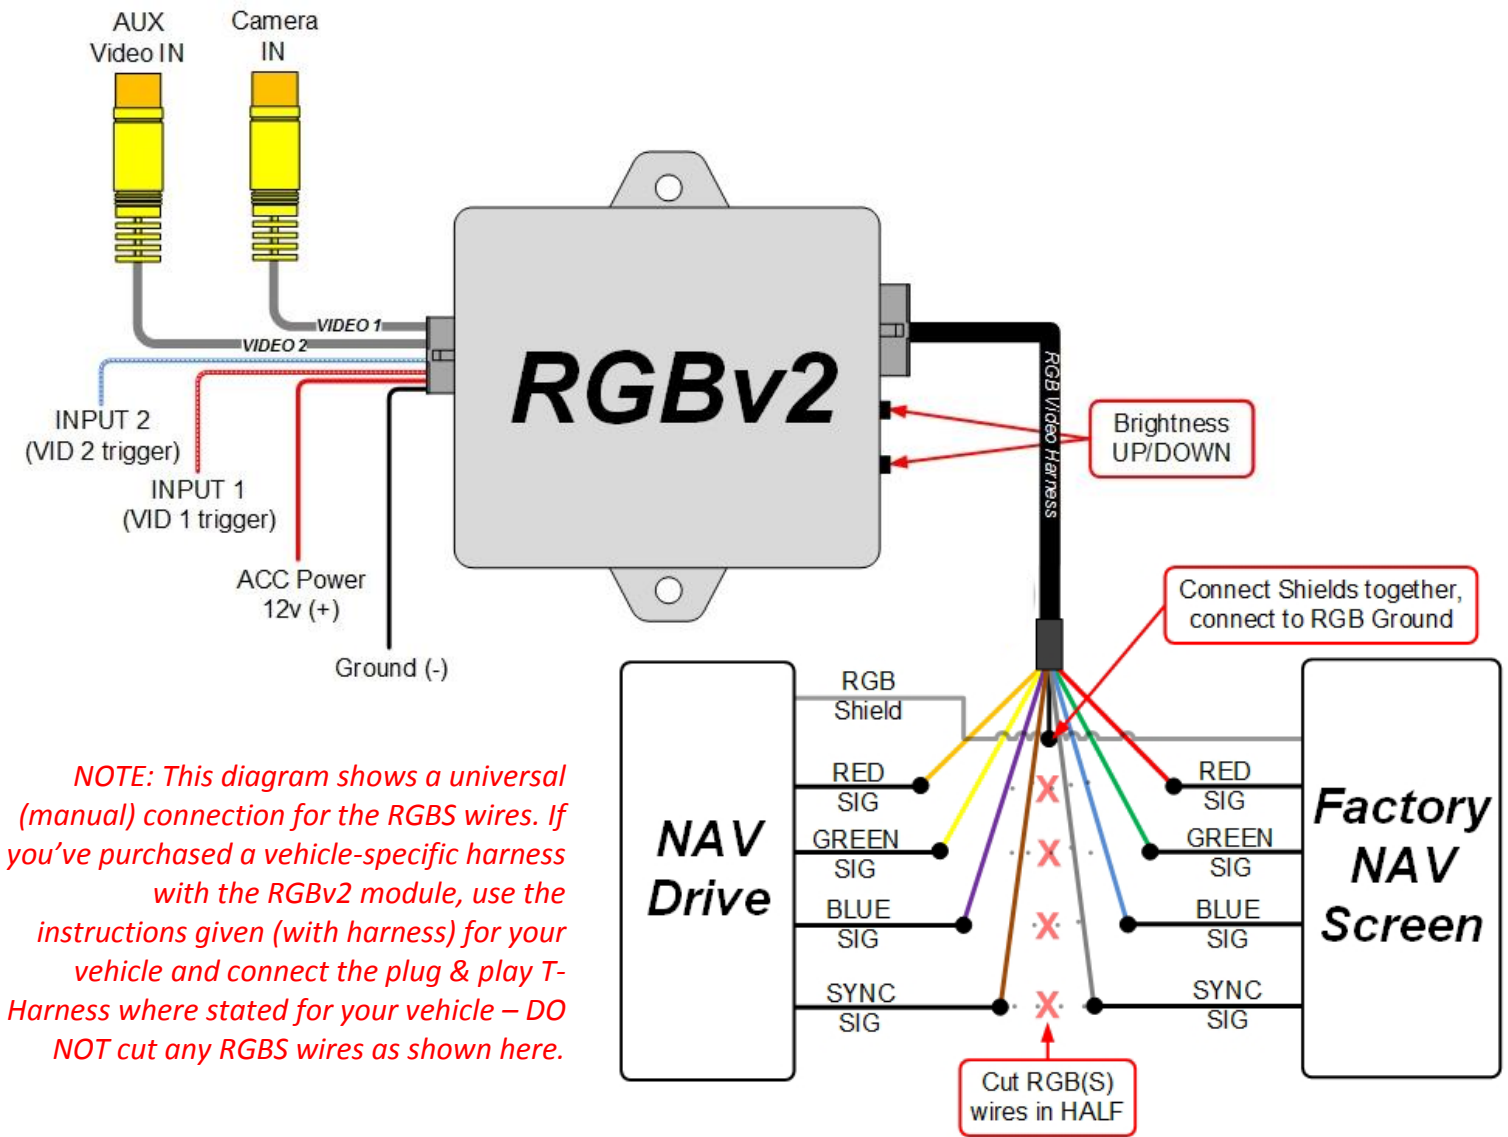 AUX
Video IN
Camera
IN
VIDEO 1
VIDEO 2
INPUT 2
(VID 2 trigger)
INPUT 1
(VID 1 trigger)
ACC Power
12v (+)
Ground (-)
RGBv2
RGB Video Harness
Brightness
UP/DOWN
Connect Shields together,
connect to RGB Ground
RGB
Shield
NAV
Drive
RED
SIG
GREEN
SIG
BLUE
SIG
SYNC
SIG
X
X
X
X
RED
SIG
GREEN
SIG
BLUE
SIG
SYNC
SIG
Factory
NAV
Screen
Cut RGB(S)
wires in HALF
NOTE: This diagram shows a universal
(manual) connection for the RGBS wires. If
you’ve purchased a vehicle-specific harness
with the RGBv2 module, use the
instructions given (with harness) for your
vehicle and connect the plug & play T-
Harness where stated for your vehicle – DO
NOT cut any RGBS wires as shown here.